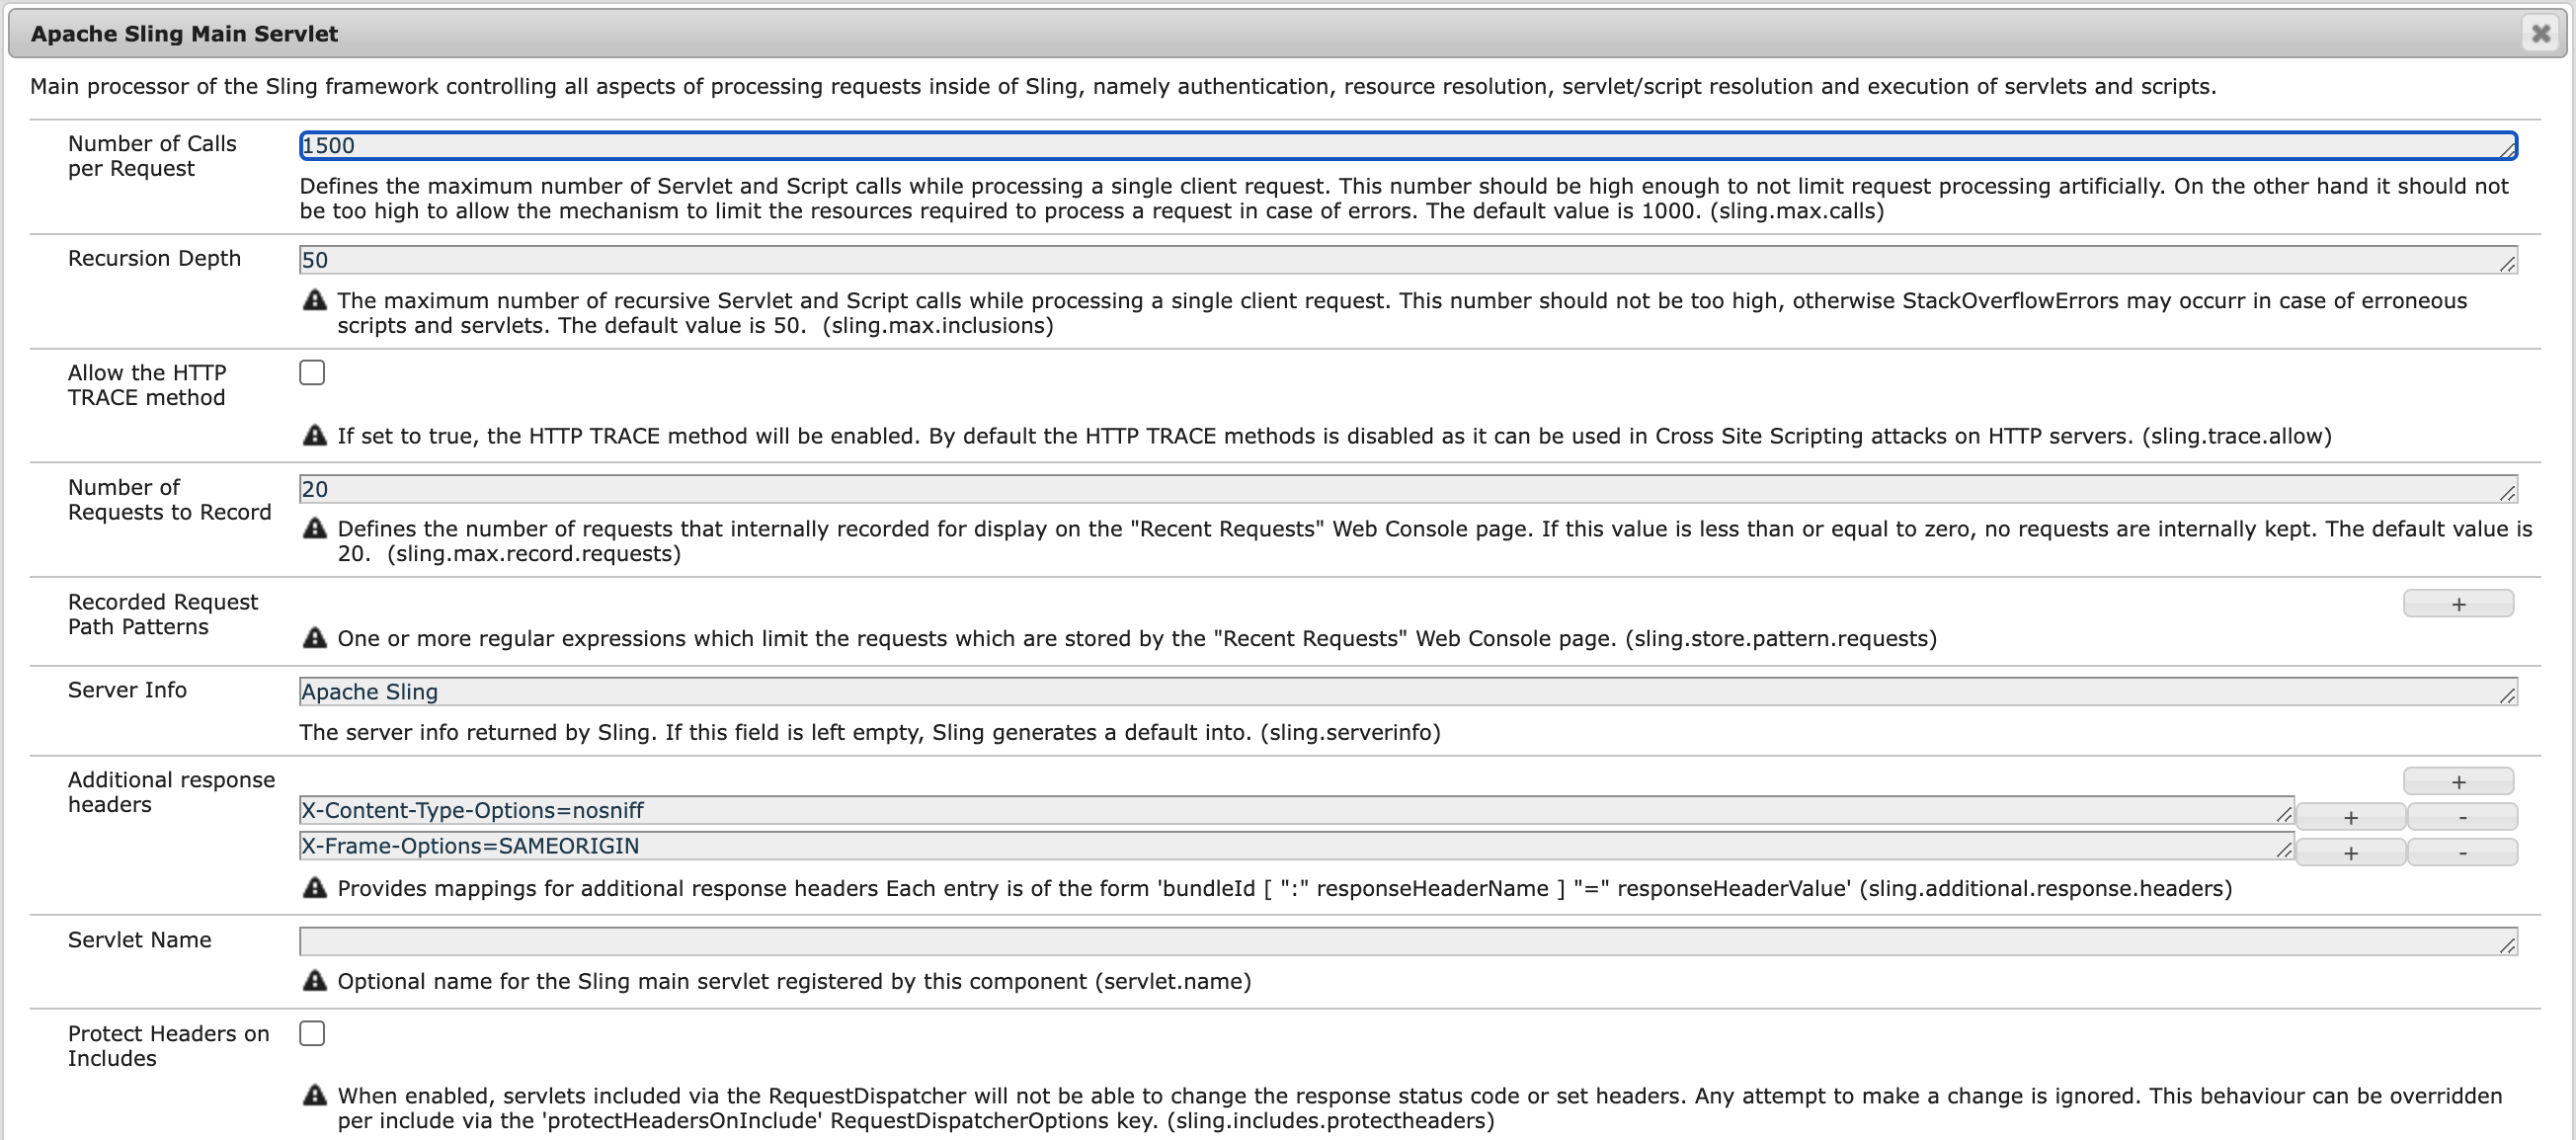 Apache Sling Main Servlet
Main processor of the Sling framework controlling all aspects of processing requests inside of Sling, namely authentication, resource resolution, servlet/script resolution and execution of servlets and scripts.
Number of Calls
per Request
1500
Defines the maximum number of Servlet and Script calls while processing a single client request. This number should be high enough to not limit request processing artificially. On the other hand it should not
be too high to allow the mechanism to limit the resources required to process a request in case of errors. The default value is 1000. (sling.max.calls)
Recursion Depth
50
The maximum number of recursive Servlet and Script calls while processing a single client request. This number should not be too high, otherwise StackOverflowErrors may occurr in case of erroneous
scripts and servlets. The default value is 50.  (sling.max.inclusions)
Allow the HTTP
TRACE method
If set to true, the HTTP TRACE method will be enabled. By default the HTTP TRACE methods is disabled as it can be used in Cross Site Scripting attacks on HTTP servers. (sling.trace.allow)
Number of
Requests to Record
20
Defines the number of requests that internally recorded for display on the "Recent Requests" Web Console page. If this value is less than or equal to zero, no requests are internally kept. The default value is
20.  (sling.max.record.requests)
Recorded Request
Path Patterns
+
One or more regular expressions which limit the requests which are stored by the "Recent Requests" Web Console page. (sling.store.pattern.requests)
Server Info
Apache Sling
The server info returned by Sling. If this field is left empty, Sling generates a default into. (sling.serverinfo)
Additional response
headers
+
X-Content-Type-Options=nosniff + -
X-Frame-Options=SAMEORIGIN + -
Provides mappings for additional response headers Each entry is of the form 'bundleId [ ":" responseHeaderName ] "=" responseHeaderValue' (sling.additional.response.headers)
Servlet Name
Optional name for the Sling main servlet registered by this component (servlet.name)
Protect Headers on
Includes
When enabled, servlets included via the RequestDispatcher will not be able to change the response status code or set headers. Any attempt to make a change is ignored. This behaviour can be overridden
per include via the 'protectHeadersOnInclude' RequestDispatcherOptions key. (sling.includes.protectheaders)